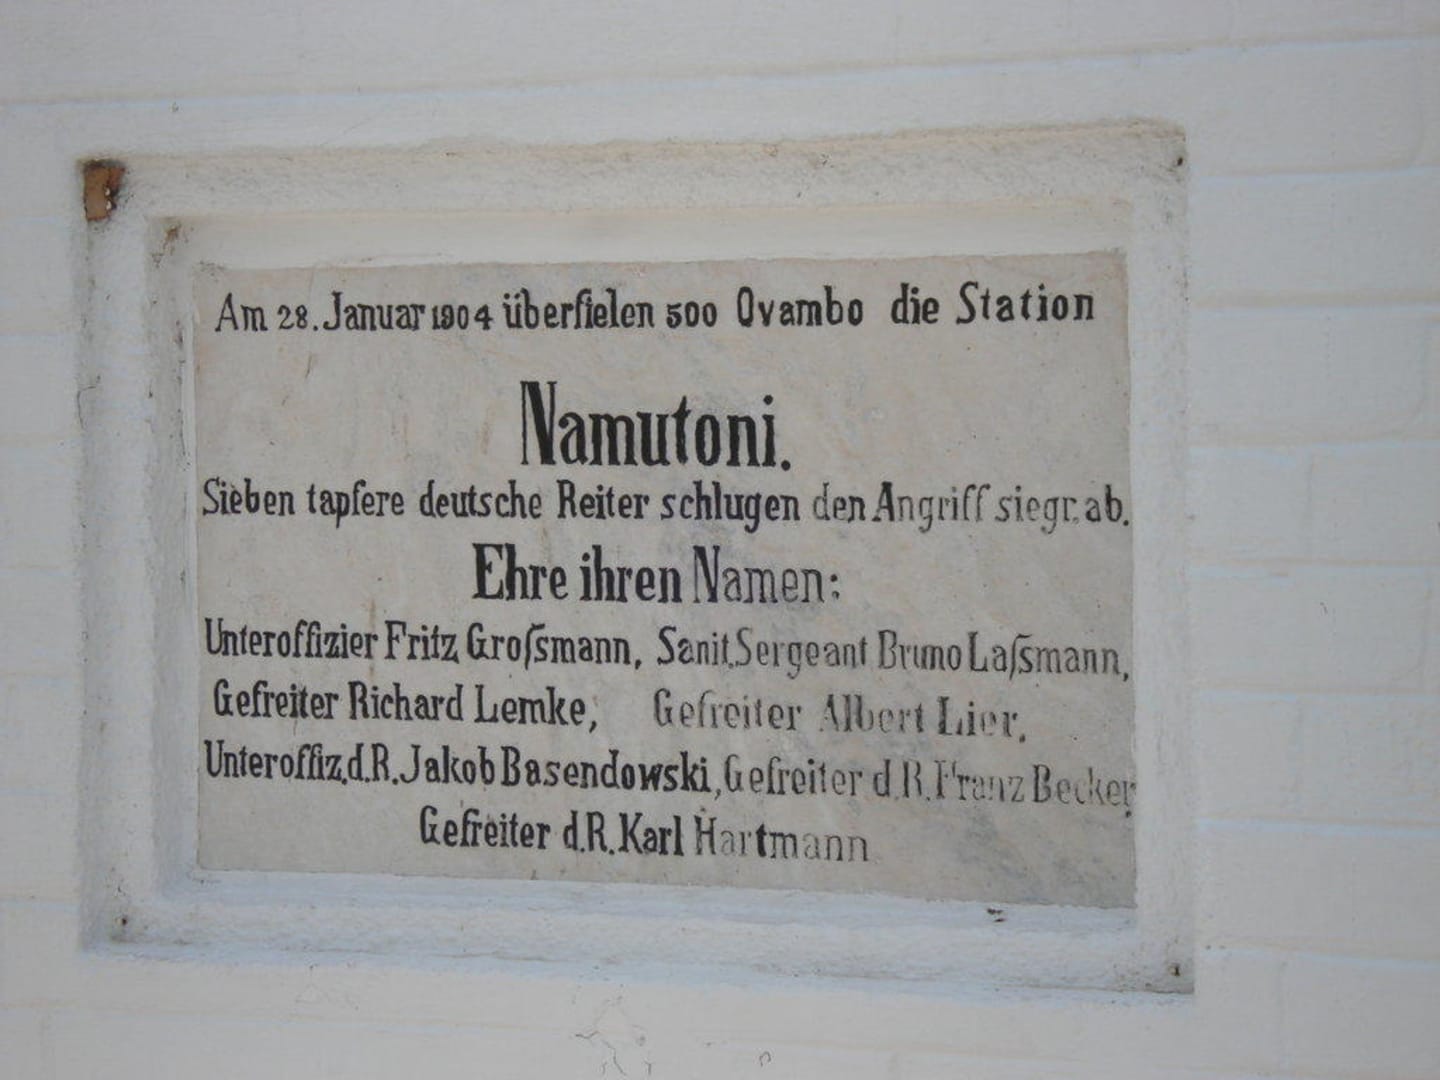 Am 28. Januar 1904 überfielen 500 Ovambo die Station
Namutoni.
Sieben tapfere deutsche Reiter schlugen den Angriff siegr. ab.
Ehre ihren Namen:
Unteroffizier Fritz Groſsmann, Sanit. Sergeant Bruno Laſsmann,
Gefreiter Richard Lemke, Gefreiter Albert Lier,
Unteroffiz. d. R. Jakob Basendowski, Gefreiter d. R. Franz Becker,
Gefreiter d. R. Karl Hartmann